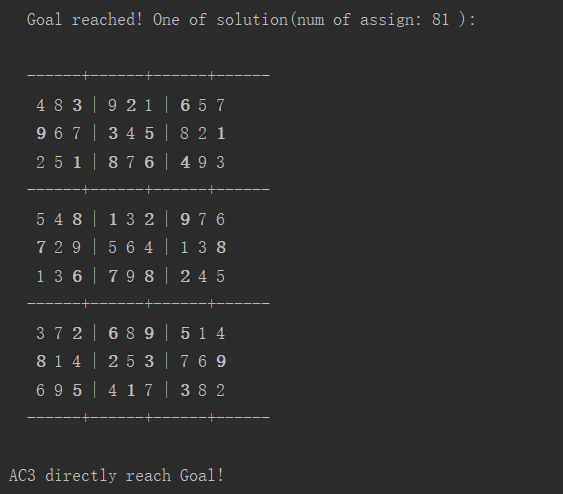 Goal reached! One of solution(num of assign: 81 ):
------+------+------+------
4 8 3 | 9 2 1 | 6 5 7
9 6 7 | 3 4 5 | 8 2 1
2 5 1 | 8 7 6 | 4 9 3
------+------+------+------
5 4 8 | 1 3 2 | 9 7 6
7 2 9 | 5 6 4 | 1 3 8
1 3 6 | 7 9 8 | 2 4 5
------+------+------+------
3 7 2 | 6 8 9 | 5 1 4
8 1 4 | 2 5 3 | 7 6 9
6 9 5 | 4 1 7 | 3 8 2
------+------+------+------
AC3 directly reach Goal!